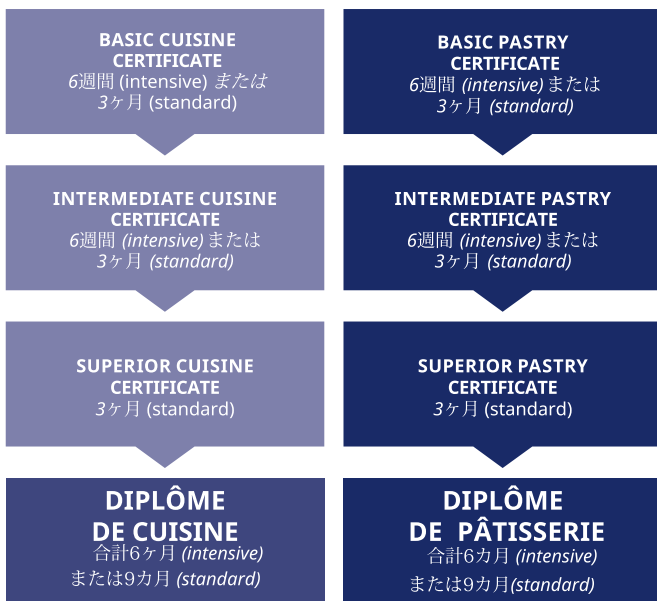 BASIC CUISINE
CERTIFICATE
6週間 (intensive) または
3ヶ月 (standard)
INTERMEDIATE CUISINE
CERTIFICATE
6週間 (intensive) または
3ヶ月 (standard)
SUPERIOR CUISINE
CERTIFICATE
3ヶ月 (standard)
DIPLÔME
DE CUISINE
合計6ヶ月 (intensive)
または9カ月 (standard)
BASIC PASTRY
CERTIFICATE
6週間 (intensive) または
3ヶ月 (standard)
INTERMEDIATE PASTRY
CERTIFICATE
6週間 (intensive) または
3ヶ月 (standard)
SUPERIOR PASTRY
CERTIFICATE
3ヶ月 (standard)
DIPLÔME
DE PÂTISSERIE
合計6カ月 (intensive)
または9カ月(standard)